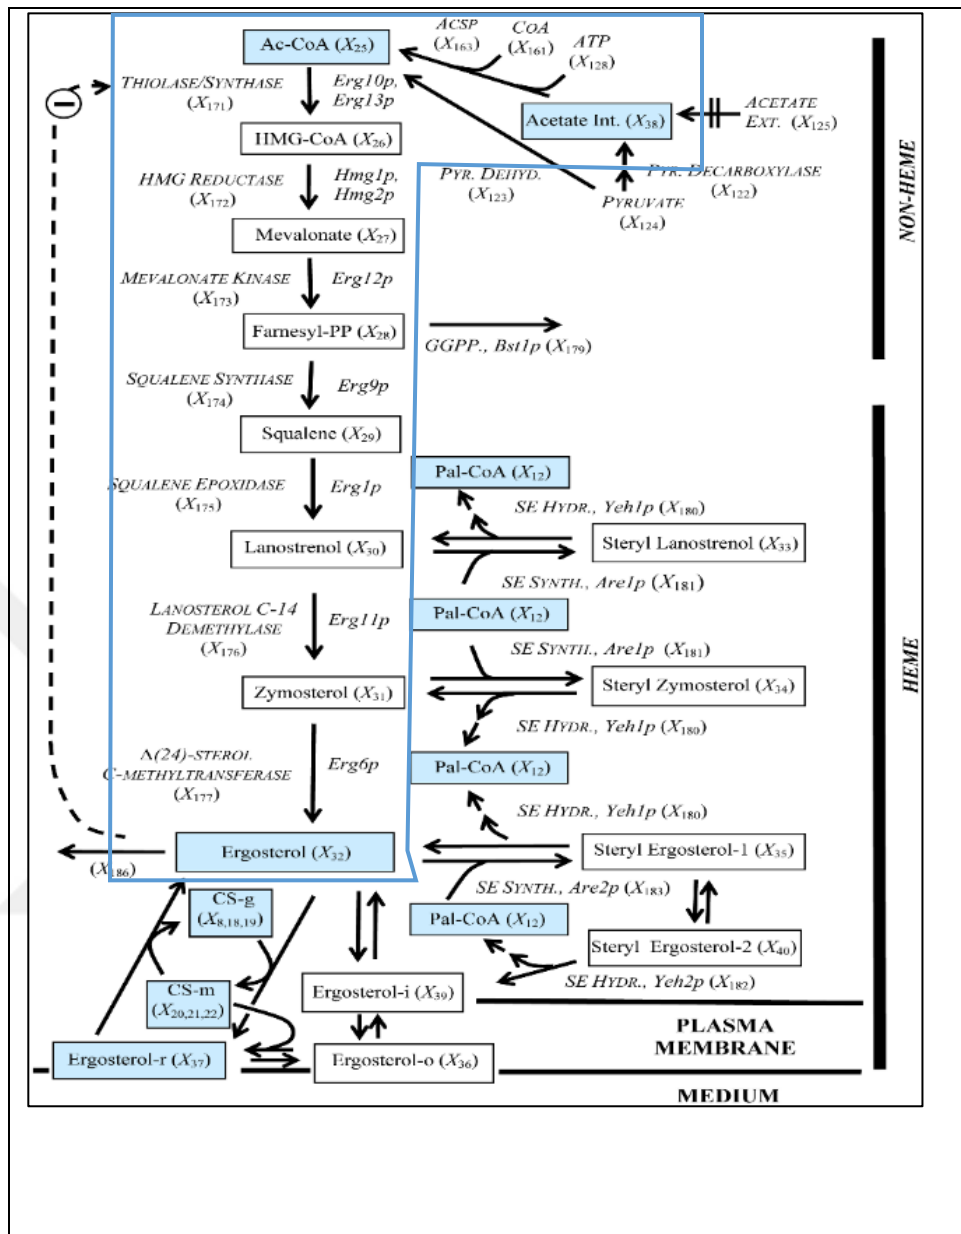 Ac-CoA (X25)
ACSP
(X163)
COA
(X161)
ATP
(X128)
THIOLASE/SYNTHASE
(X171)
Erg10p,
Erg13p
Acetate Int. (X38)
ACETATE
EXT. (X125)
HMG-CoA (X26)
HMG REDUCTASE
(X172)
Hmg1p,
Hmg2p
PYR. DEHYD.
(X123)
PYR. DECARBOXYLASE
(X122)
PYRUVATE
(X124)
NON-HEME
Mevalonate (X27)
MEVALONATE KINASE
(X173)
Erg12p
Farnesyl-PP (X28)
GGPP., Bst1p (X179)
SQUALENE SYNTHASE
(X174)
Erg9p
Squalene (X29)
Pal-CoA (X12)
SQUALENE EPOXIDASE
(X175)
Erg1p
SE HYDR., Yeh1p (X180)
Lanostrenol (X30)
Steryl Lanostrenol (X33)
SE SYNTH., Are1p (X181)
LANOSTEROL C-14
DEMETHYLASE
(X176)
Erg11p
Pal-CoA (X12)
SE SYNTH., Are1p (X181)
HEME
Zymosterol (X31)
Steryl Zymosterol (X34)
SE HYDR., Yeh1p (X180)
Δ(24)-STEROL
C-METHYLTRANSFERASE
(X177)
Erg6p
Pal-CoA (X12)
SE HYDR., Yeh1p (X180)
Ergosterol (X32)
Steryl Ergosterol-1 (X35)
(X186)
SE SYNTH., Are2p (X183)
CS-g
(X8,18,19)
Pal-CoA (X12)
Steryl Ergosterol-2 (X40)
SE HYDR., Yeh2p (X182)
CS-m
(X20,21,22)
Ergosterol-i (X39)
PLASMA
MEMBRANE
Ergosterol-r (X37)
Ergosterol-o (X36)
MEDIUM